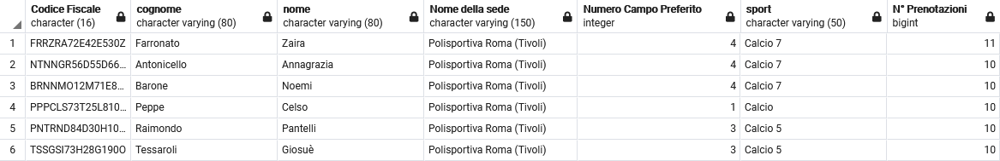 Codice Fiscale cognome nome Nome della sede Numero Campo Preferito sport N° Prenotazioni
character (16) character varying (80) character varying (80) character varying (150) integer character varying (50) bigint
1 FRRZRA72E42E530Z Farronato Zaira Polisportiva Roma (Tivoli) 4 Calcio 7 11
2 NTNNGR56D55D66... Antonicello Annagrazia Polisportiva Roma (Tivoli) 4 Calcio 7 10
3 BRNNMO12M71E8... Barone Noemi Polisportiva Roma (Tivoli) 4 Calcio 7 10
4 PPPCLS73T25L810... Peppe Celso Polisportiva Roma (Tivoli) 1 Calcio 10
5 PNTRND84D30H10... Raimondo Pantelli Polisportiva Roma (Tivoli) 3 Calcio 5 10
6 TSSGSI73H28G190O Tessaroli Giosuè Polisportiva Roma (Tivoli) 3 Calcio 5 10